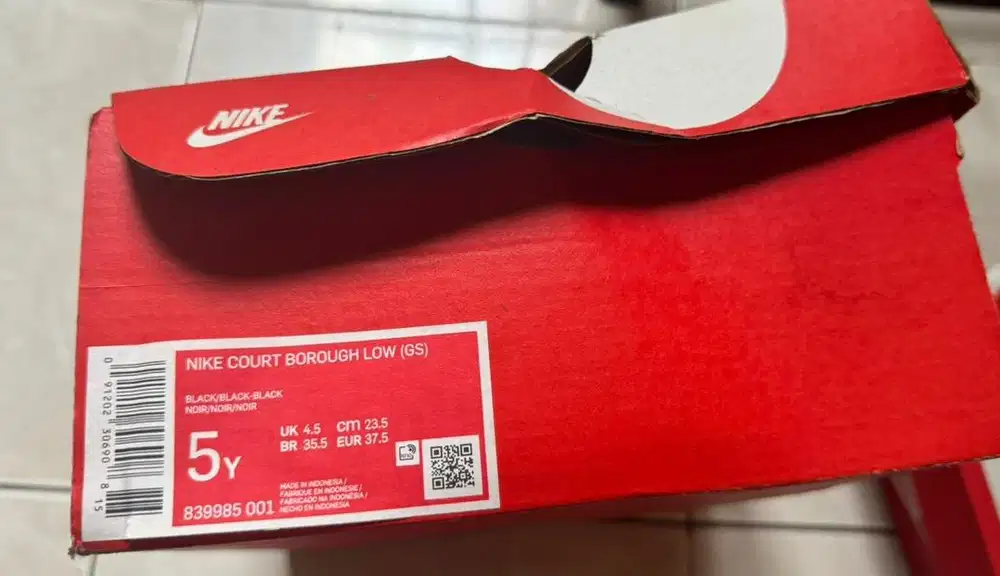 NIKE
NIKE COURT BOROUGH LOW (GS)
BLACK/BLACK-BLACK
NOIR/NOIR/NOIR
5Y
UK 4.5 cm 23.5
BR 35.5 EUR 37.5
839985 001
MADE IN INDONESIA /
FABRIQUE EN INDONESIE /
FABRICADO NA INDONÉSIA /
HECHO EN INDONESIA
0 91202 30690 8 15